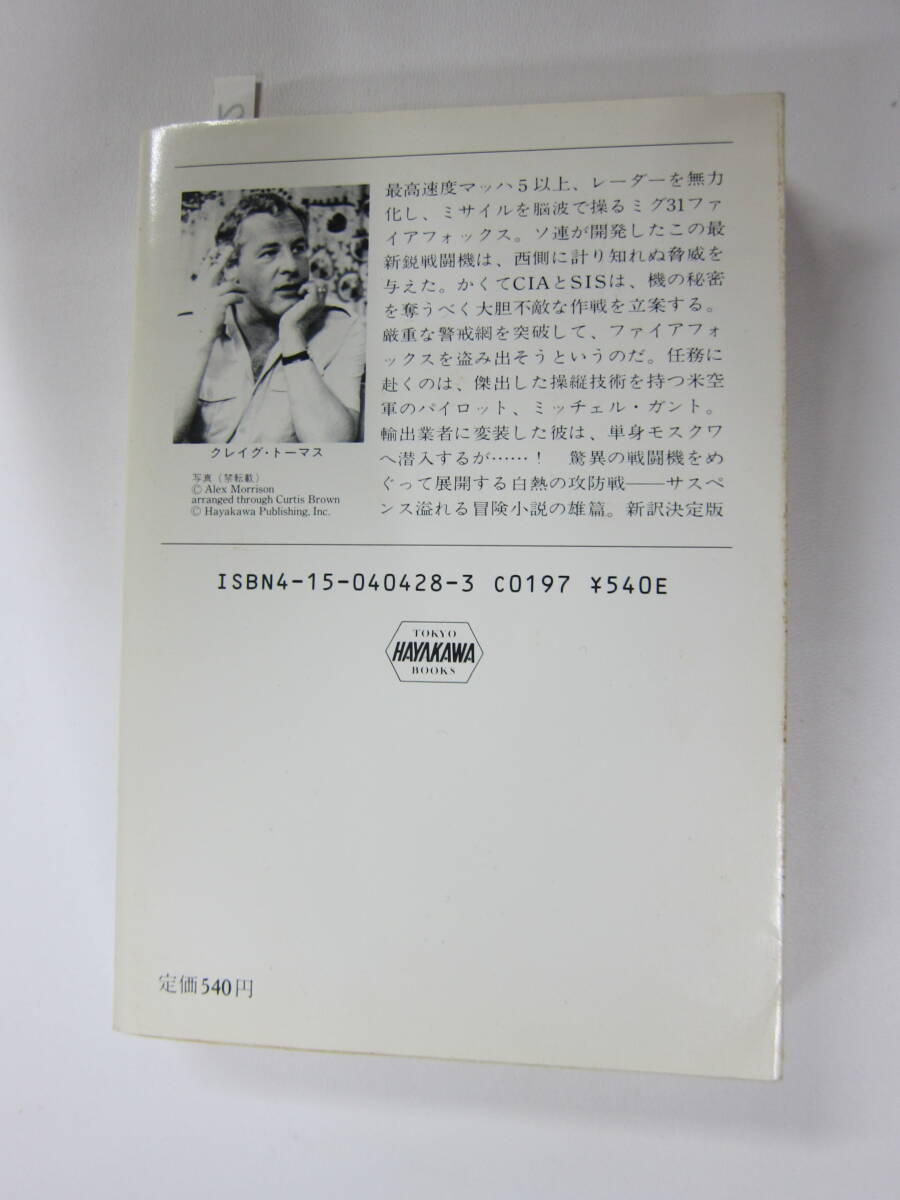 最高速度マッハ5以上、レーダーを無力
化し、ミサイルを脳波で操るミグ31ファ
イアフォックス。ソ連が開発したこの最
新鋭戦闘機は、西側に計り知れぬ脅威を
与えた。かくてCIAとSISは、機の秘密
を奪うべく大胆不敵な作戦を立案する。
厳重な警戒網を突破して、ファイアフォ
ックスを盗み出そうというのだ。任務に
赴くのは、傑出した操縦技術を持つ米空
軍のパイロット、ミッチェル・ガント。
輸出業者に変装した彼は、単身モスクワ
へ潜入するが……！　驚異の戦闘機をめ
ぐって展開する白熱の攻防戦――サスペ
ンス溢れる冒険小説の雄篇。新訳決定版
クレイグ・トーマス
写真（禁転載）
© Alex Morrison
arranged through Curtis Brown
© Hayakawa Publishing, Inc.
ISBN4-15-040428-3 C0197 ¥540E
TOKYO
HAYAKAWA
BOOKS
定価540円